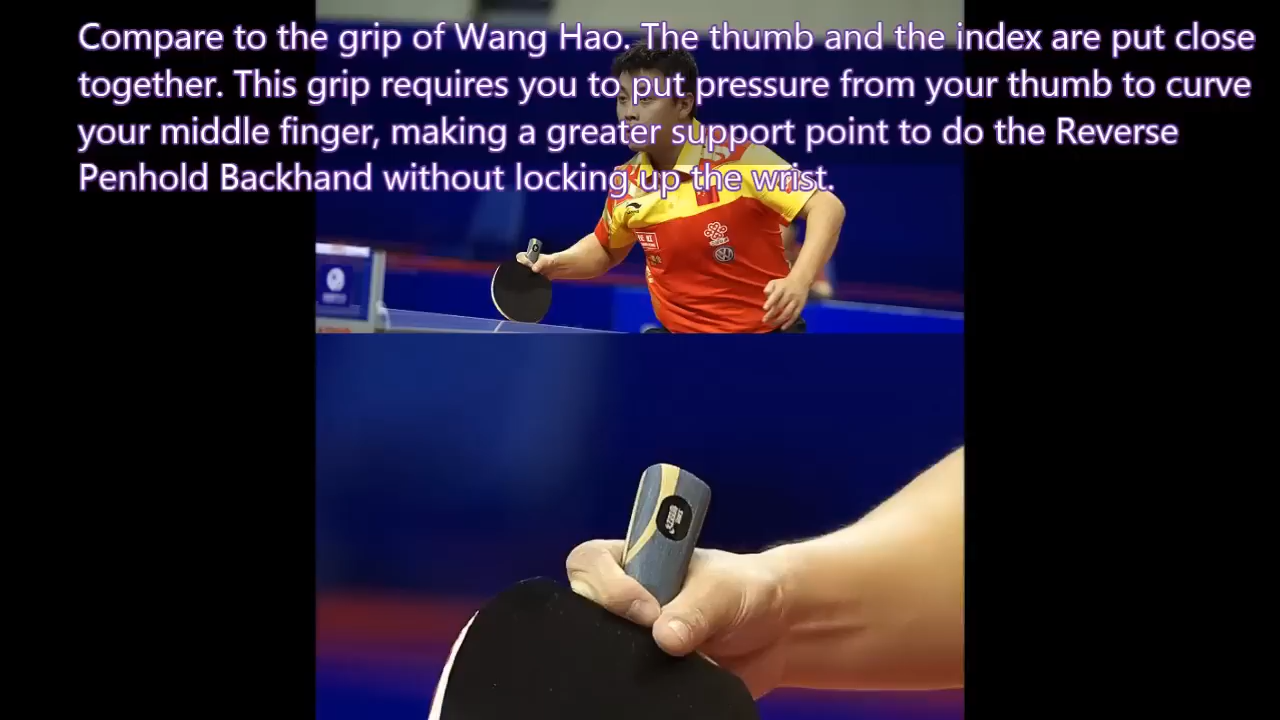 Compare to the grip of Wang Hao. The thumb and the index are put close
together. This grip requires you to put pressure from your thumb to curve
your middle finger, making a greater support point to do the Reverse
Penhold Backhand without locking up the wrist.